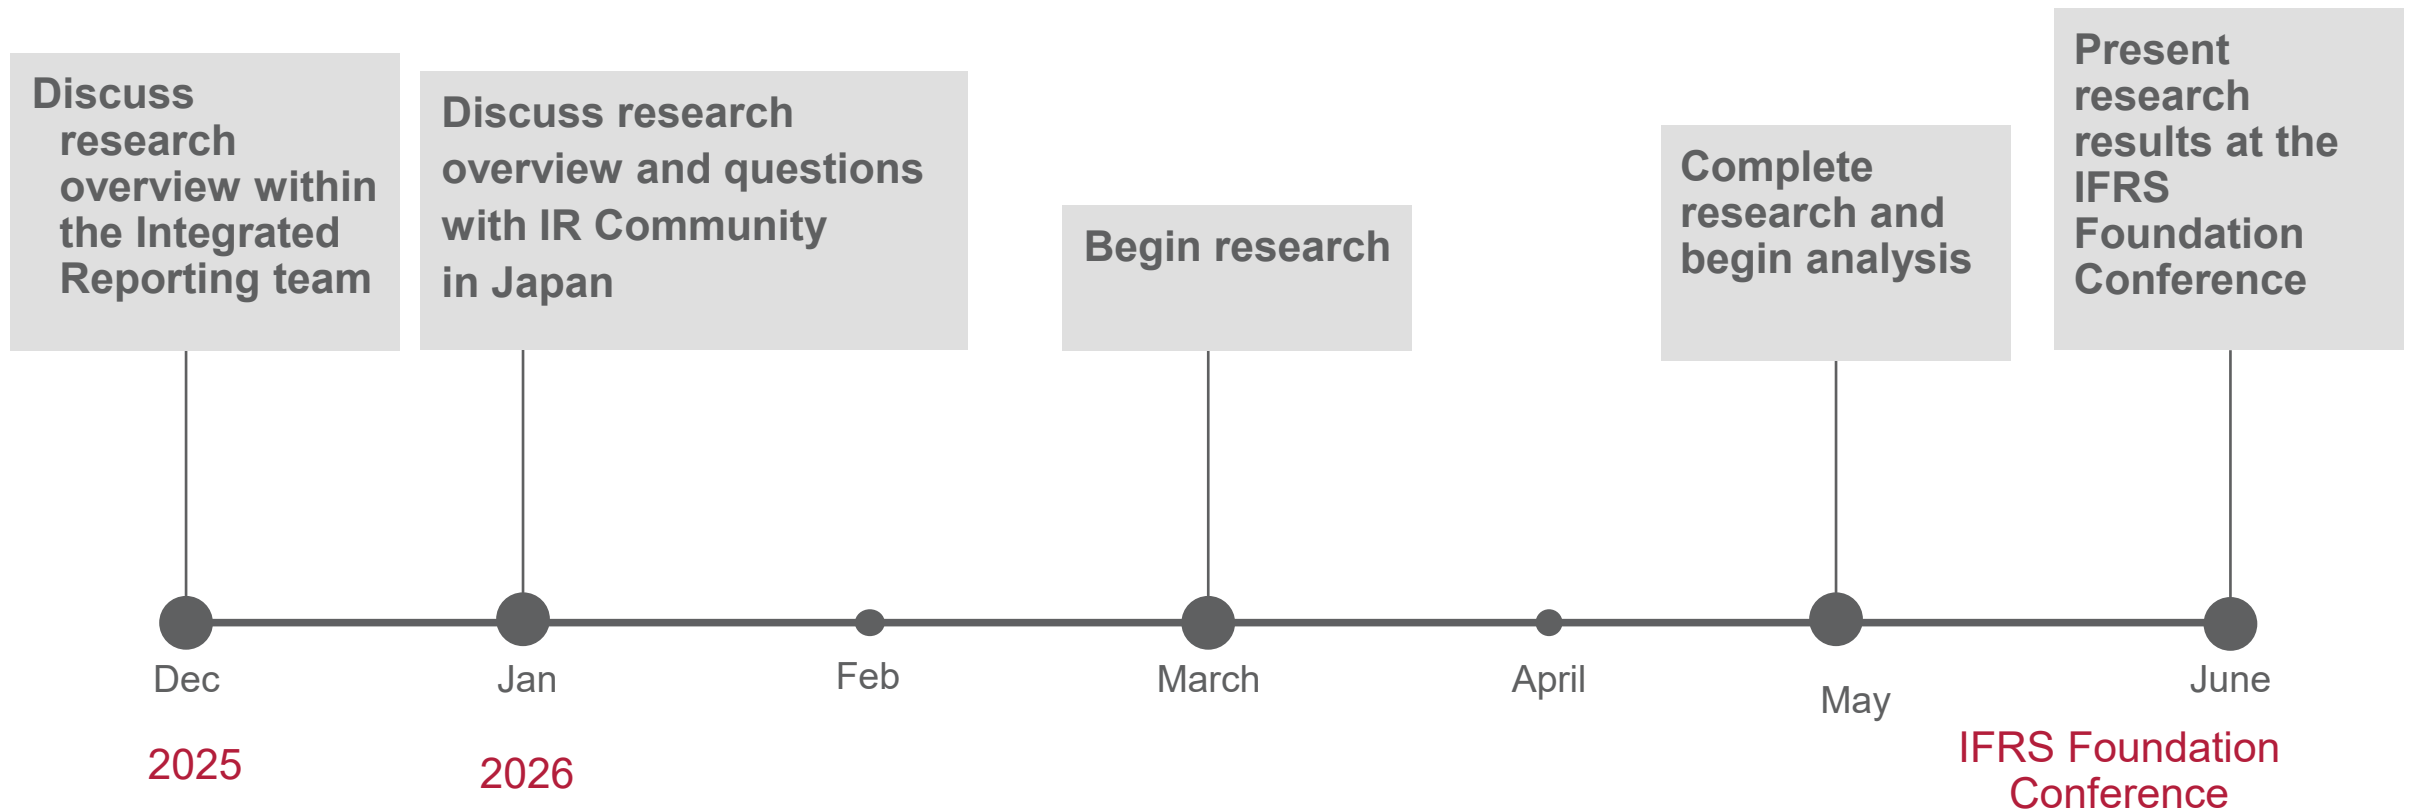 Discuss
research
overview within
the Integrated
Reporting team
Discuss research
overview and questions
with IR Community
in Japan
Begin research
Complete
research and
begin analysis
Present
research
results at the
IFRS
Foundation
Conference
Dec
Jan
Feb
March
April
May
June
2025
2026
IFRS Foundation
Conference